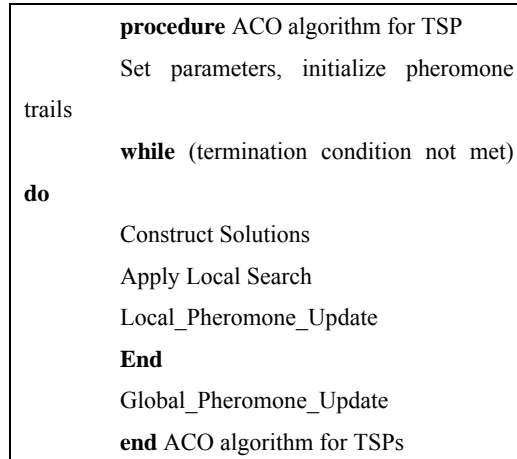 procedure ACO algorithm for TSP
Set parameters, initialize pheromone
trails
while (termination condition not met)
do
Construct Solutions
Apply Local Search
Local_Pheromone_Update
End
Global_Pheromone_Update
end ACO algorithm for TSPs